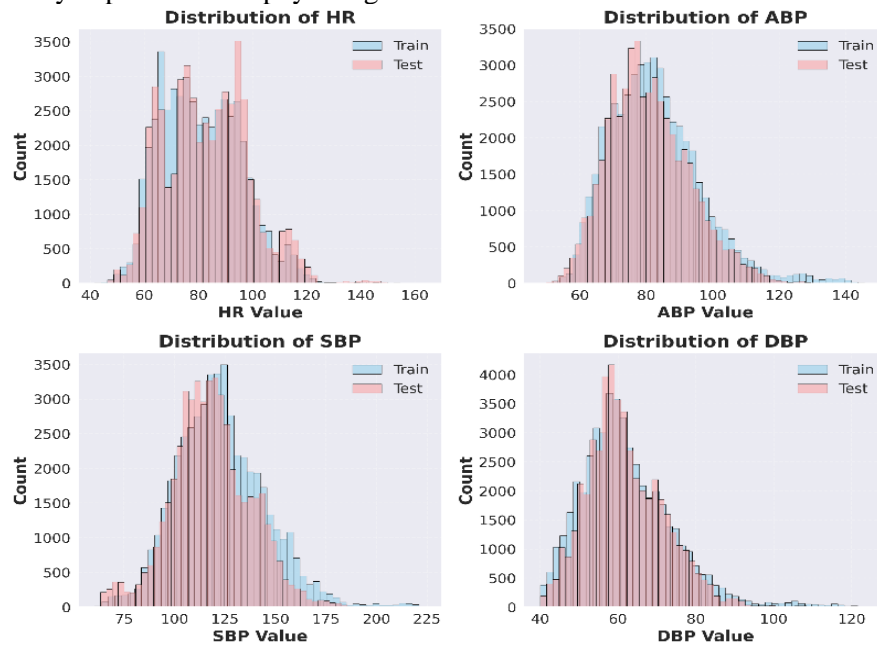 Distribution of HR
Train
Test
Count
3500
3000
2500
2000
1500
1000
500
0
40 60 80 100 120 140 160
HR Value
Distribution of ABP
Train
Test
Count
3500
3000
2500
2000
1500
1000
500
0
60 80 100 120 140
ABP Value
Distribution of SBP
Train
Test
Count
3500
3000
2500
2000
1500
1000
500
0
75 100 125 150 175 200 225
SBP Value
Distribution of DBP
Train
Test
Count
4000
3500
3000
2500
2000
1500
1000
500
0
40 60 80 100 120
DBP Value